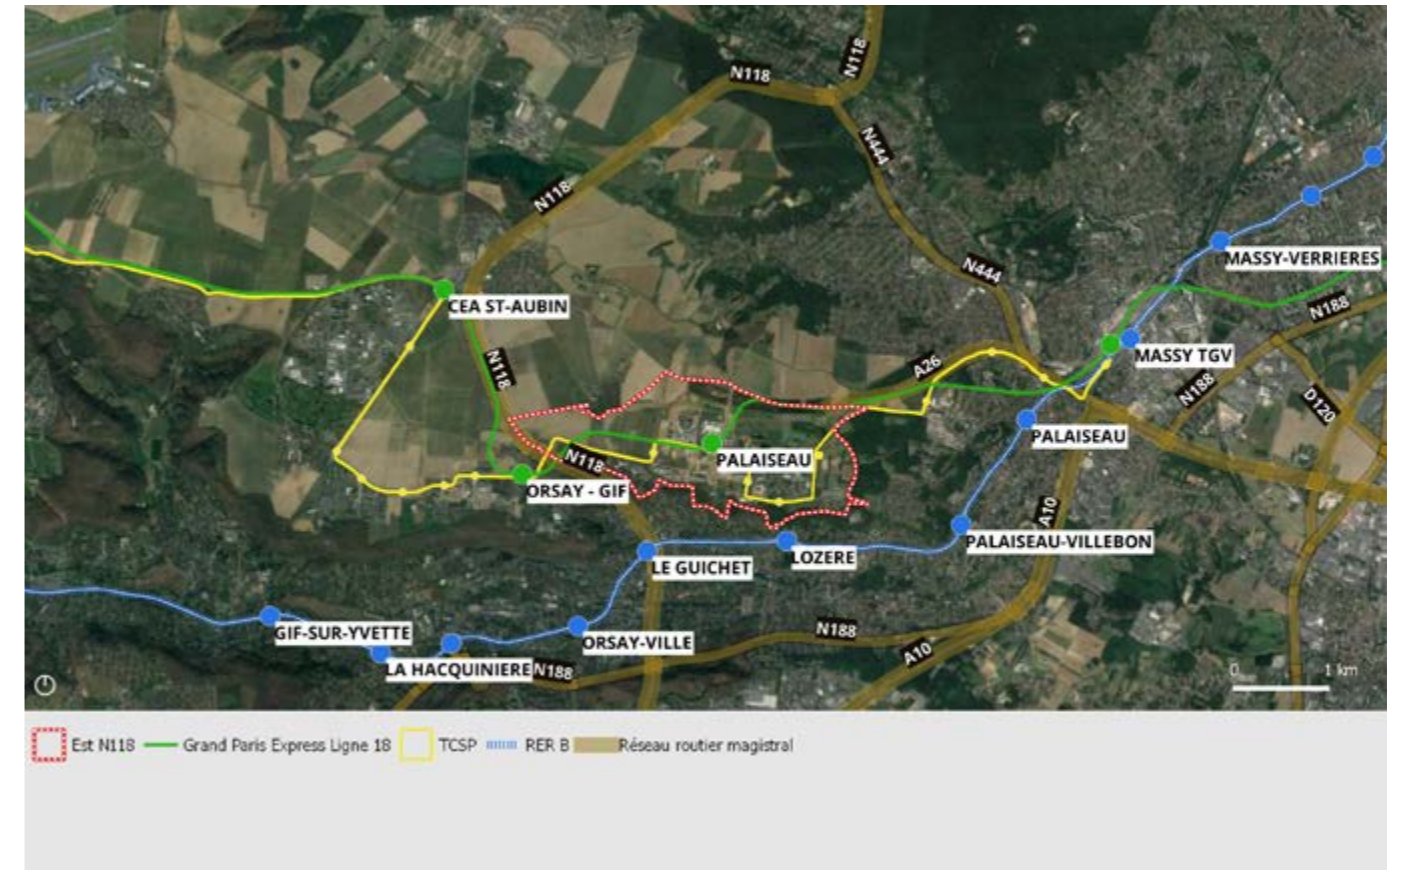 N118
N118
N444
N118
MASSY-VERRIERES
N444
CEA ST-AUBIN
N188
MASSY TGV
N118
A26
N188
D120
PALAISEAU
PALAISEAU
N118
ORSAY - GIF
A10
PALAISEAU-VILLEBON
LOZERE
LE GUICHET
GIF-SUR-YVETTE
N188
ORSAY-VILLE
A10
LA HACQUINIERE
N188
0 1 km
Est N118 Grand Paris Express Ligne 18 TCSP RER B Réseau routier magistral